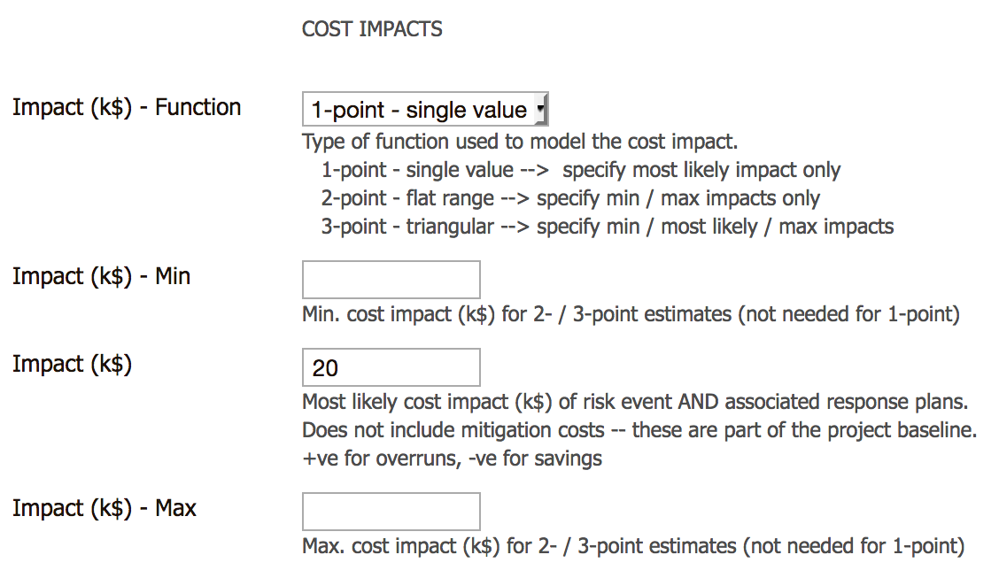 COST IMPACTS
Impact (k$) - Function
1-point - single value
Type of function used to model the cost impact.
1-point - single value --> specify most likely impact only
2-point - flat range --> specify min / max impacts only
3-point - triangular --> specify min / most likely / max impacts
Impact (k$) - Min
Min. cost impact (k$) for 2- / 3-point estimates (not needed for 1-point)
Impact (k$)
20
Most likely cost impact (k$) of risk event AND associated response plans.
Does not include mitigation costs -- these are part of the project baseline.
+ve for overruns, -ve for savings
Impact (k$) - Max
Max. cost impact (k$) for 2- / 3-point estimates (not needed for 1-point)